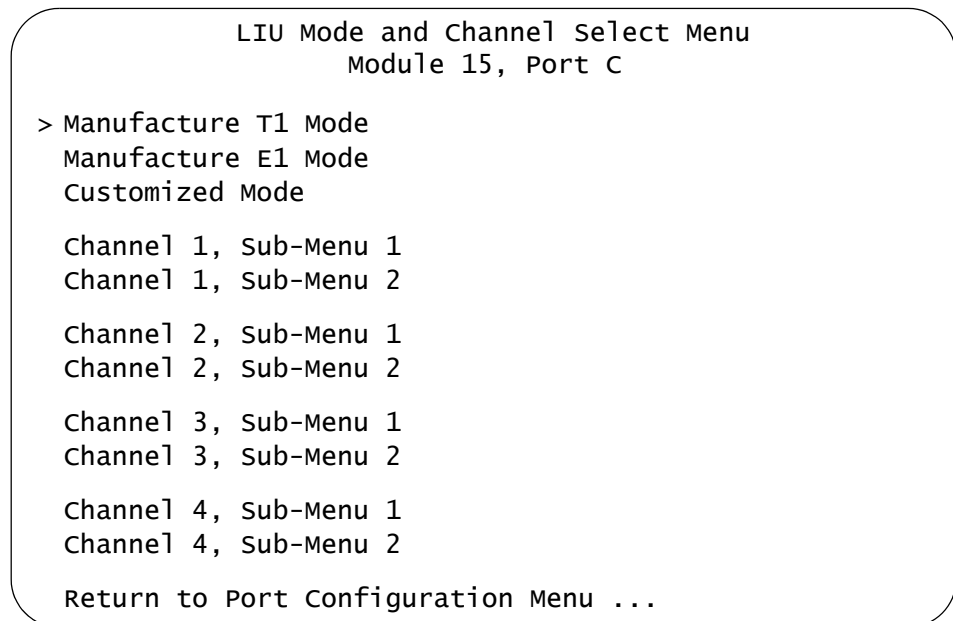 LIU Mode and Channel Select Menu
Module 15, Port C
> Manufacture T1 Mode
Manufacture E1 Mode
Customized Mode
Channel 1, Sub-Menu 1
Channel 1, Sub-Menu 2
Channel 2, Sub-Menu 1
Channel 2, Sub-Menu 2
Channel 3, Sub-Menu 1
Channel 3, Sub-Menu 2
Channel 4, Sub-Menu 1
Channel 4, Sub-Menu 2
Return to Port Configuration Menu ...